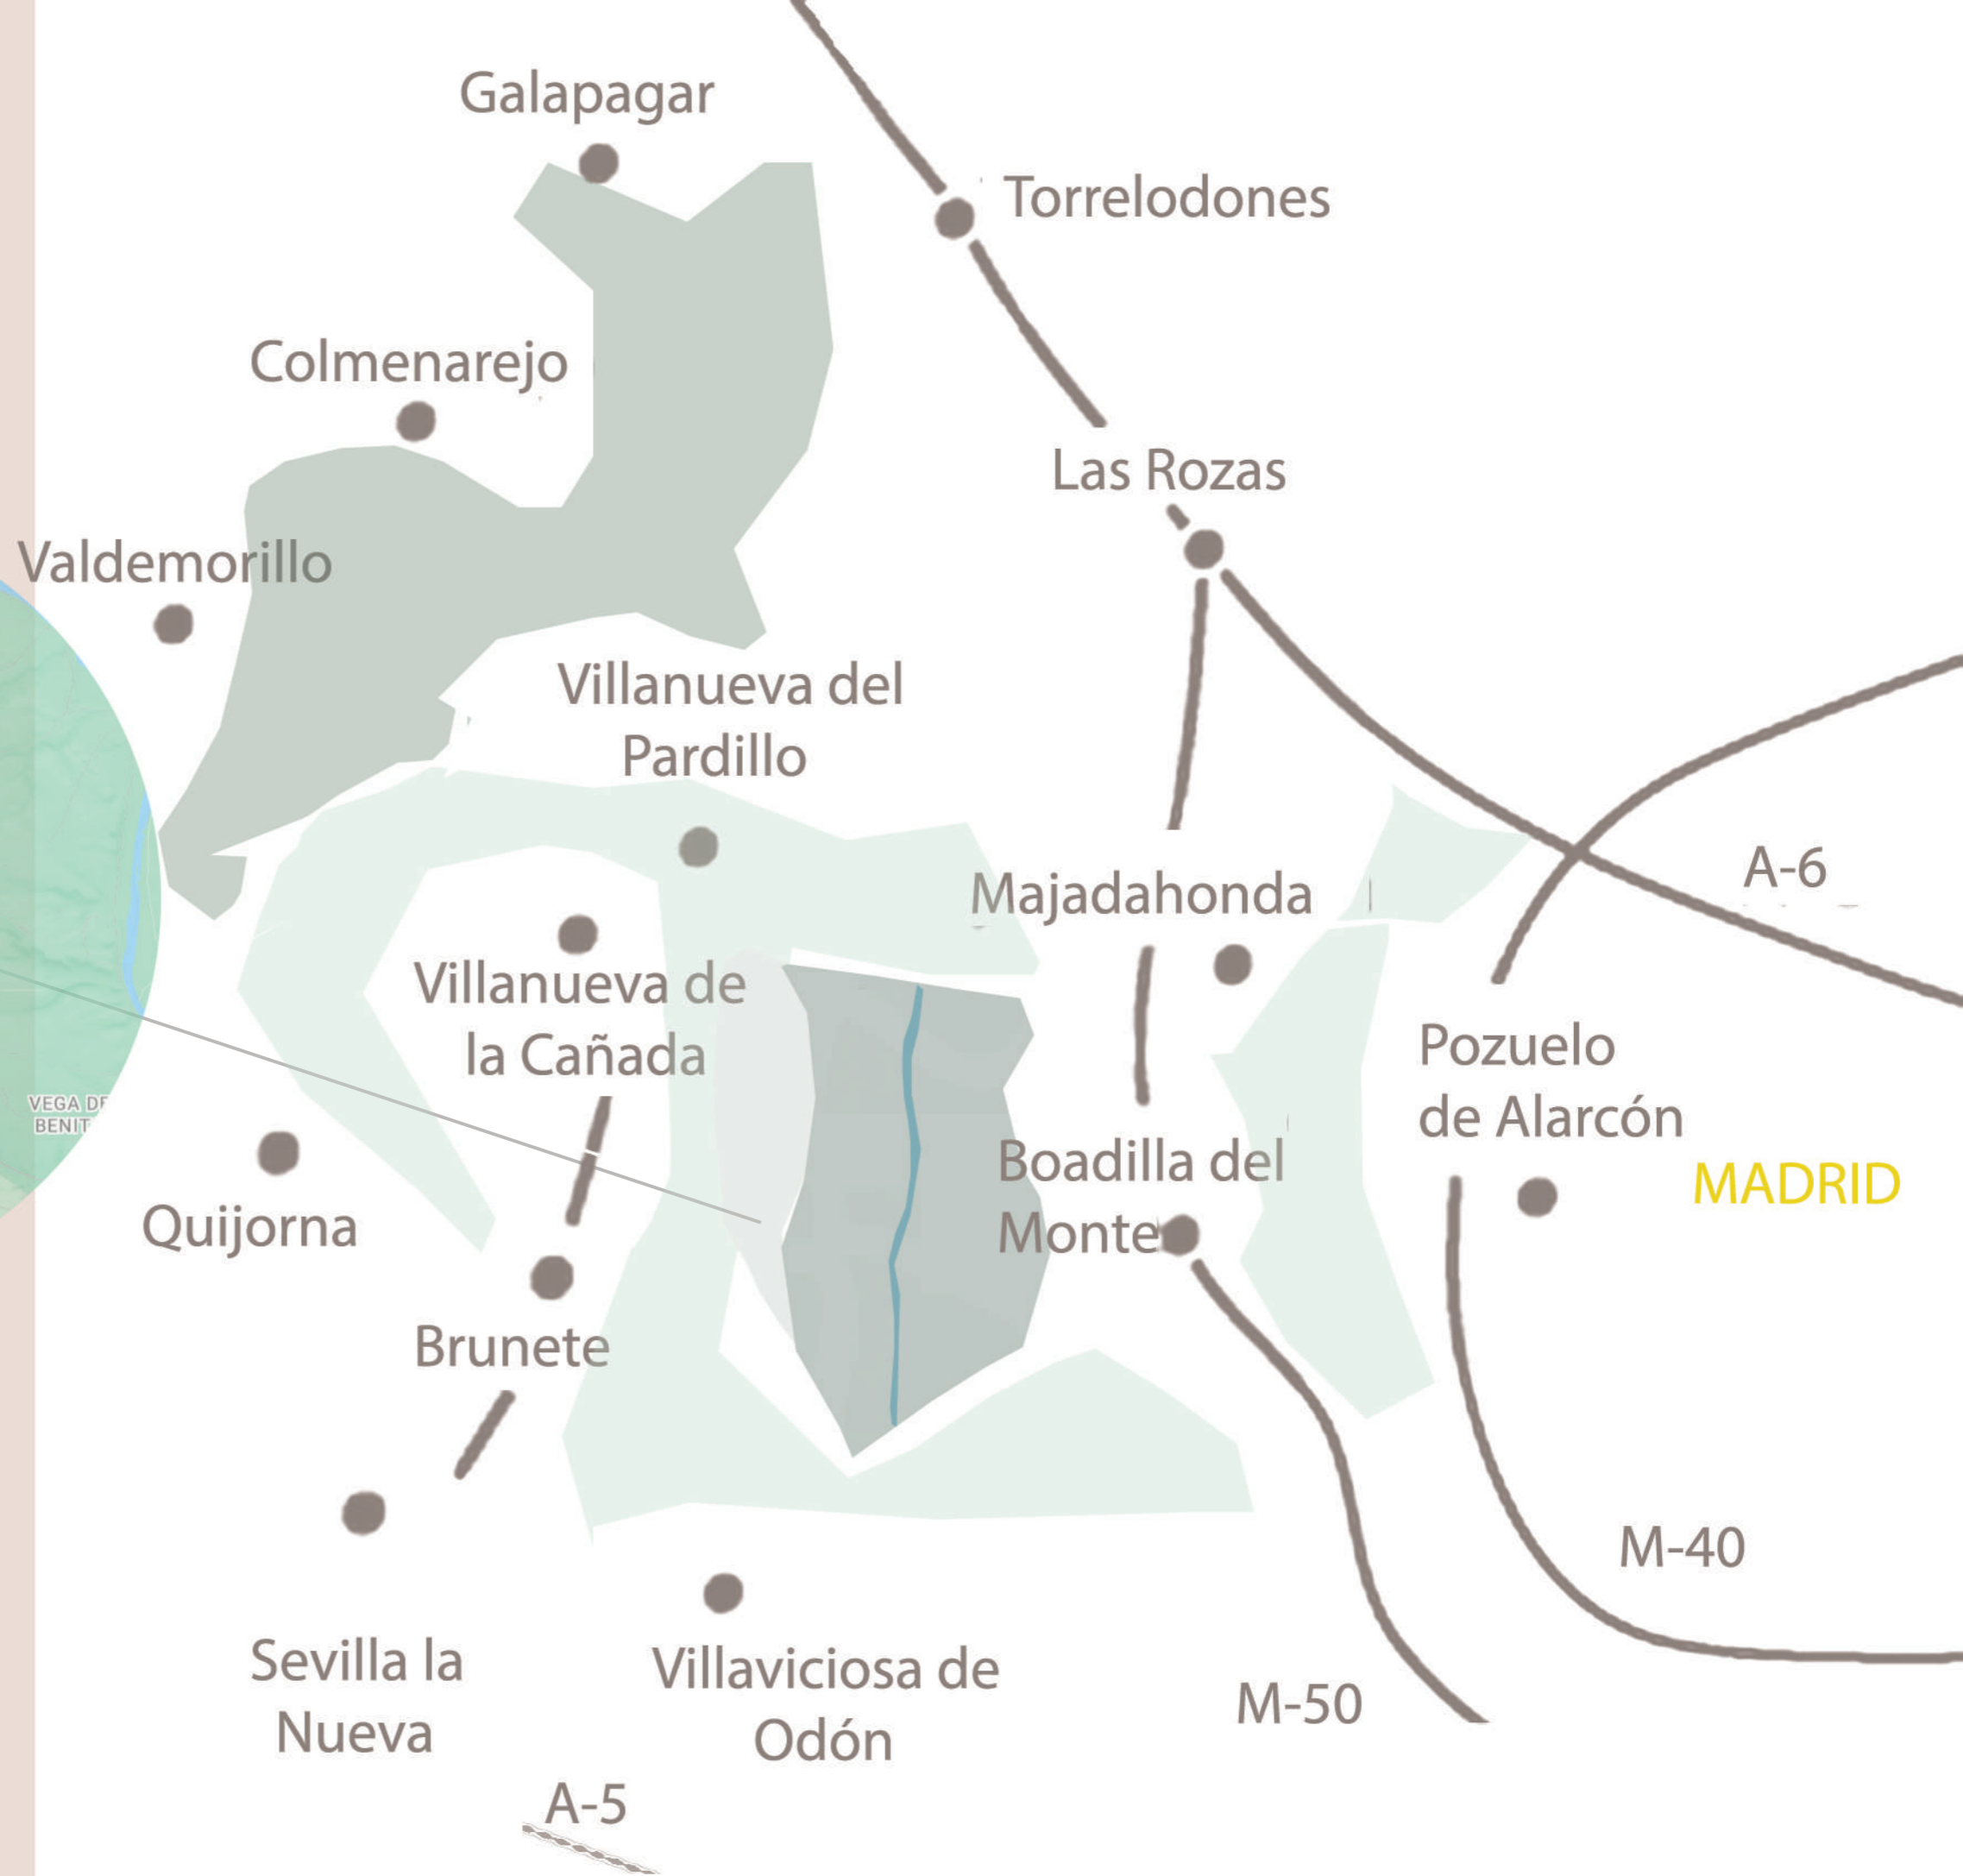 Galapagar
Torrelodones
Colmenarejo
Las Rozas
Valdemorillo
Villanueva del
Pardillo
A-6
Majadahonda
Villanueva de
la Cañada
Pozuelo
de Alarcón
VEGA DE
BENIT
Boadilla del
Monte
MADRID
Quijorna
Brunete
M-40
Sevilla la
Nueva
Villaviciosa de
Odón
M-50
A-5